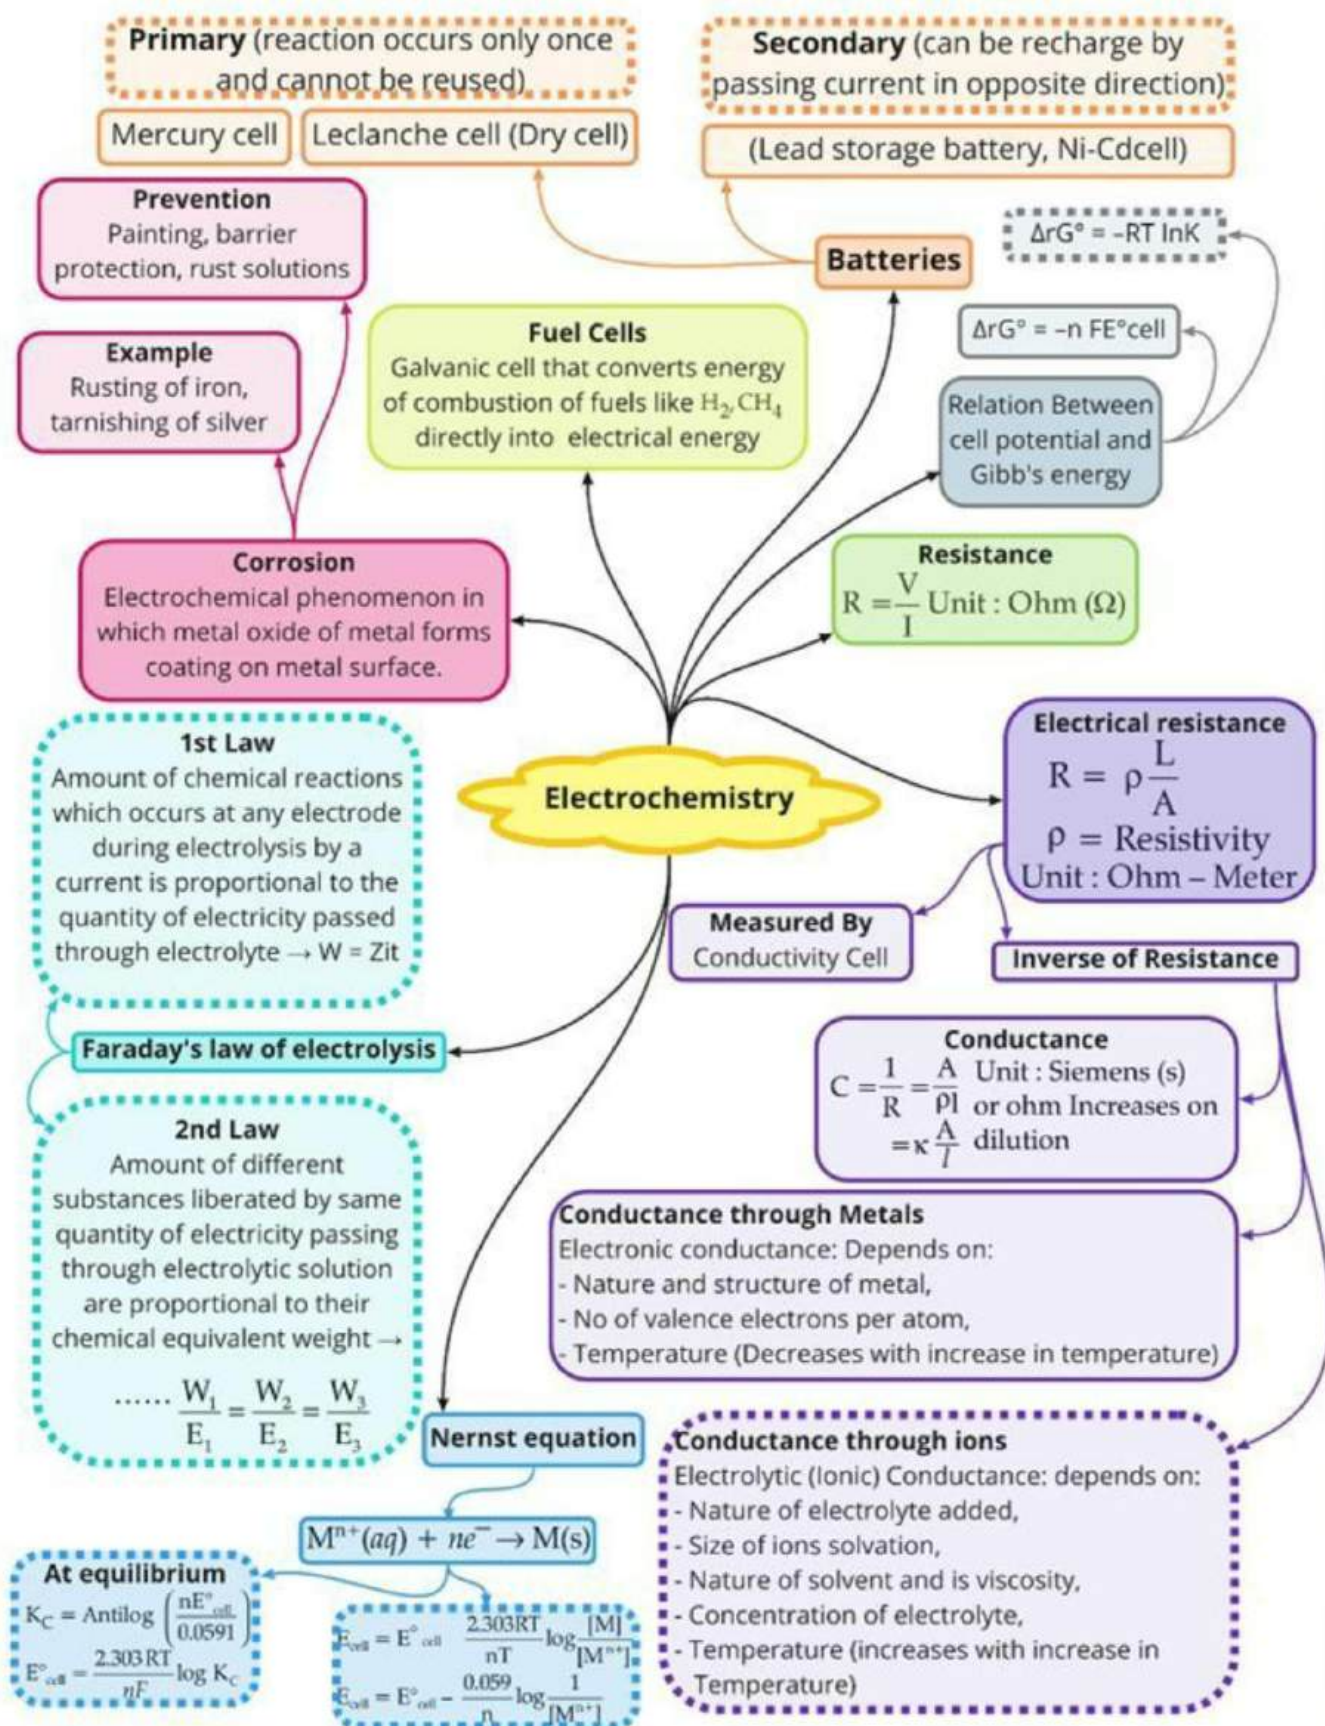 Primary (reaction occurs only once
and cannot be reused)
Mercury cell
Leclanche cell (Dry cell)
Secondary (can be recharge by
passing current in opposite direction)
(Lead storage battery, Ni-Cdcell)
Batteries
Prevention
Painting, barrier
protection, rust solutions
Example
Rusting of iron,
tarnishing of silver
Corrosion
Electrochemical phenomenon in
which metal oxide of metal forms
coating on metal surface.
Fuel Cells
Galvanic cell that converts energy
of combustion of fuels like H₂,CH₄
directly into electrical energy
ΔrG° = –RT lnK
ΔrG° = –n FE°cell
Relation Between
cell potential and
Gibb's energy
Resistance
R = V/I Unit : Ohm (Ω)
Electrochemistry
Electrical resistance
R = ρ L/A
ρ = Resistivity
Unit : Ohm – Meter
Measured By
Conductivity Cell
Inverse of Resistance
Conductance
C = 1/R = A/ρl Unit : Siemens (s)
or ohm Increases on
= κ A/l dilution
Conductance through Metals
Electronic conductance: Depends on:
- Nature and structure of metal,
- No of valence electrons per atom,
- Temperature (Decreases with increase in temperature)
Conductance through ions
Electrolytic (Ionic) Conductance: depends on:
- Nature of electrolyte added,
- Size of ions solvation,
- Nature of solvent and is viscosity,
- Concentration of electrolyte,
- Temperature (increases with increase in
Temperature)
1st Law
Amount of chemical reactions
which occurs at any electrode
during electrolysis by a
current is proportional to the
quantity of electricity passed
through electrolyte → W = Zit
Faraday's law of electrolysis
2nd Law
Amount of different
substances liberated by same
quantity of electricity passing
through electrolytic solution
are proportional to their
chemical equivalent weight →
...... W₁/E₁ = W₂/E₂ = W₃/E₃
Nernst equation
Mⁿ⁺(aq) + ne⁻ → M(s)
At equilibrium
K_C = Antilog (nE°cell/0.0591)
E°cell = 2.303 RT/nF log K_C
E_cell = E°cell 2.303RT/nT log [M]/[Mⁿ⁺]
E_cell = E°cell – 0.059/n log 1/[Mⁿ⁺]